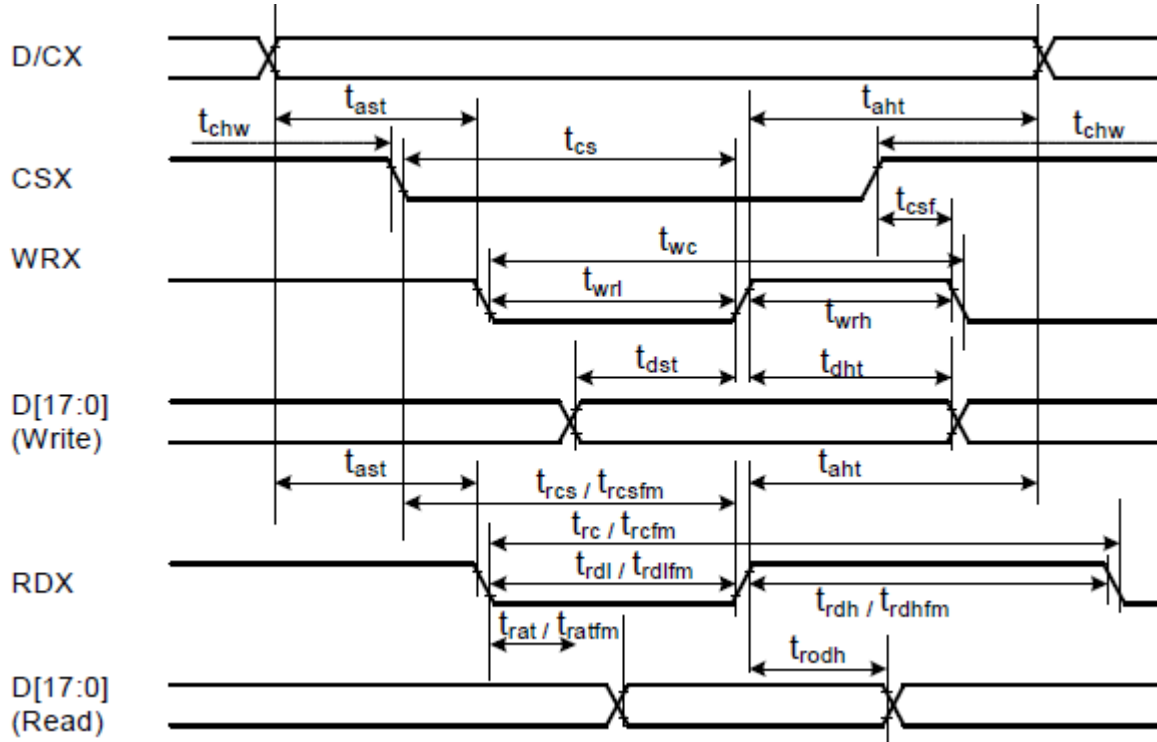 D/CX
t_ast t_aht
t_chw t_chw
t_cs
CSX
t_csf
WRX
t_wc
t_wrl
t_wrh
t_dst t_dht
D[17:0]
(Write)
t_ast t_aht
t_rcs / t_rcsfm
t_rc / t_rcfm
RDX
t_rdl / t_rdlfm
t_rdh / t_rdhfm
t_rat / t_ratfm
t_rodh
D[17:0]
(Read)